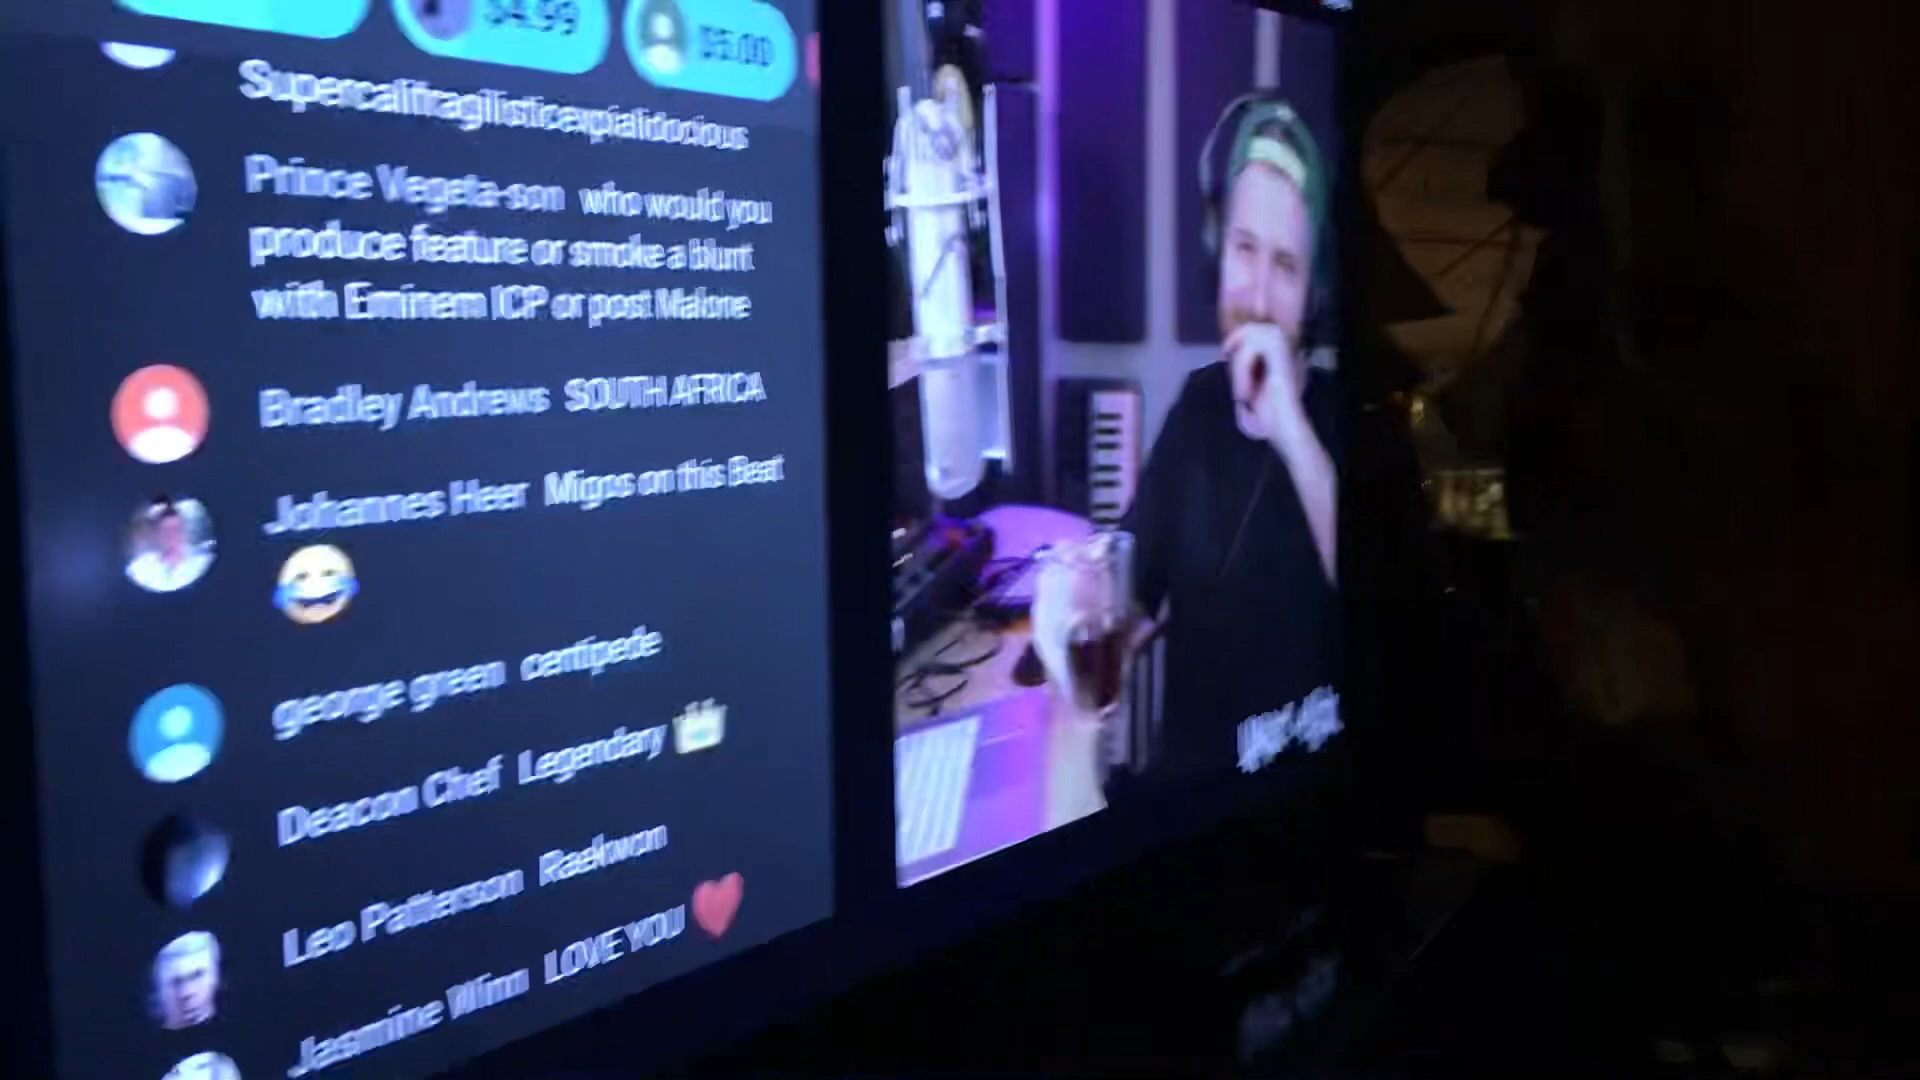 $4.99
$5.00
Supercalifragilisticexpialidocious
Prince Vegeta-son who would you
produce feature or smoke a blunt
with Eminem ICP or post Malone
Bradley Andrews SOUTH AFRICA
Johannes Heer Migos on this Beat
😂
george green cantipede
Deacon Chef Legendary
Leo Patterson Raekwon
Jasmine Winn LOVE YOU ❤️